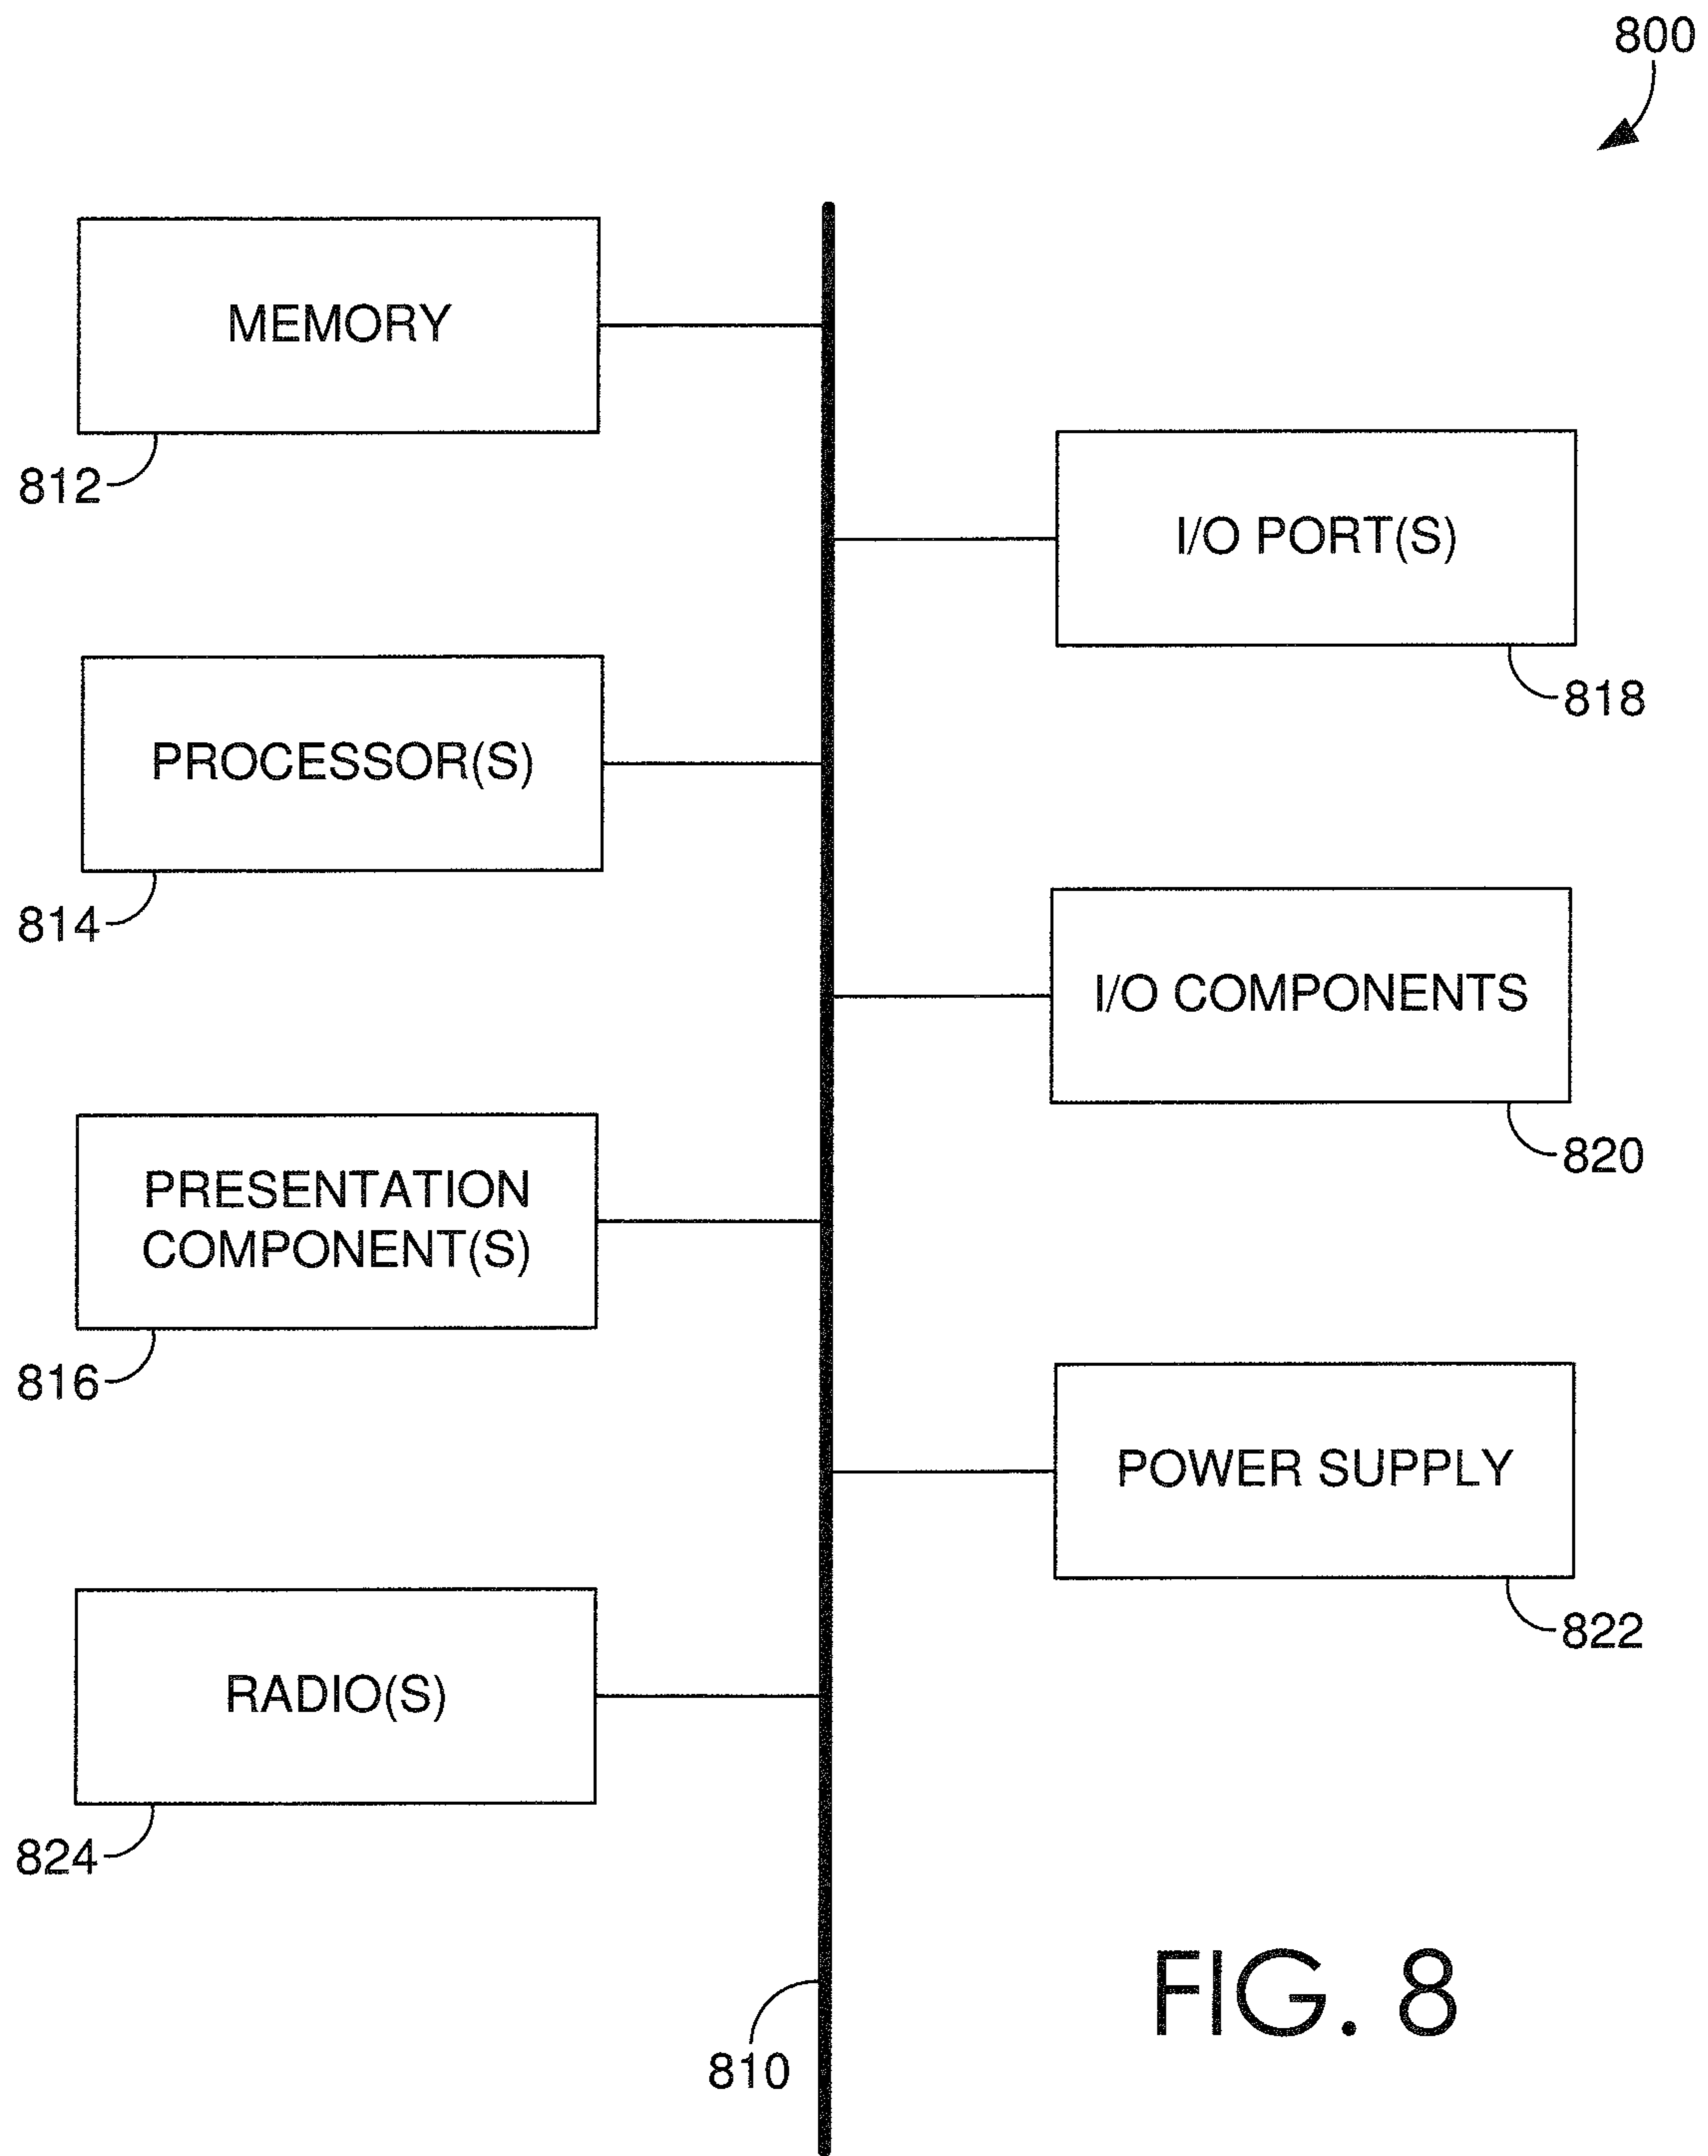 800
MEMORY
812
I/O PORT(S)
818
PROCESSOR(S)
814
I/O COMPONENTS
820
PRESENTATION
COMPONENT(S)
816
POWER SUPPLY
822
RADIO(S)
824
810
FIG. 8